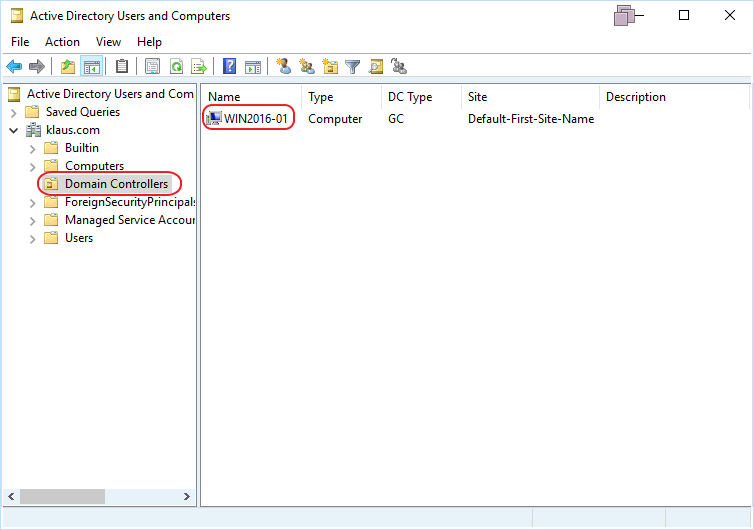 Active Directory Users and Computers
File Action View Help
Active Directory Users and Com
Saved Queries
klaus.com
Builtin
Computers
Domain Controllers
ForeignSecurityPrincipals
Managed Service Accour
Users
Name Type DC Type Site Description
WIN2016-01 Computer GC Default-First-Site-Name